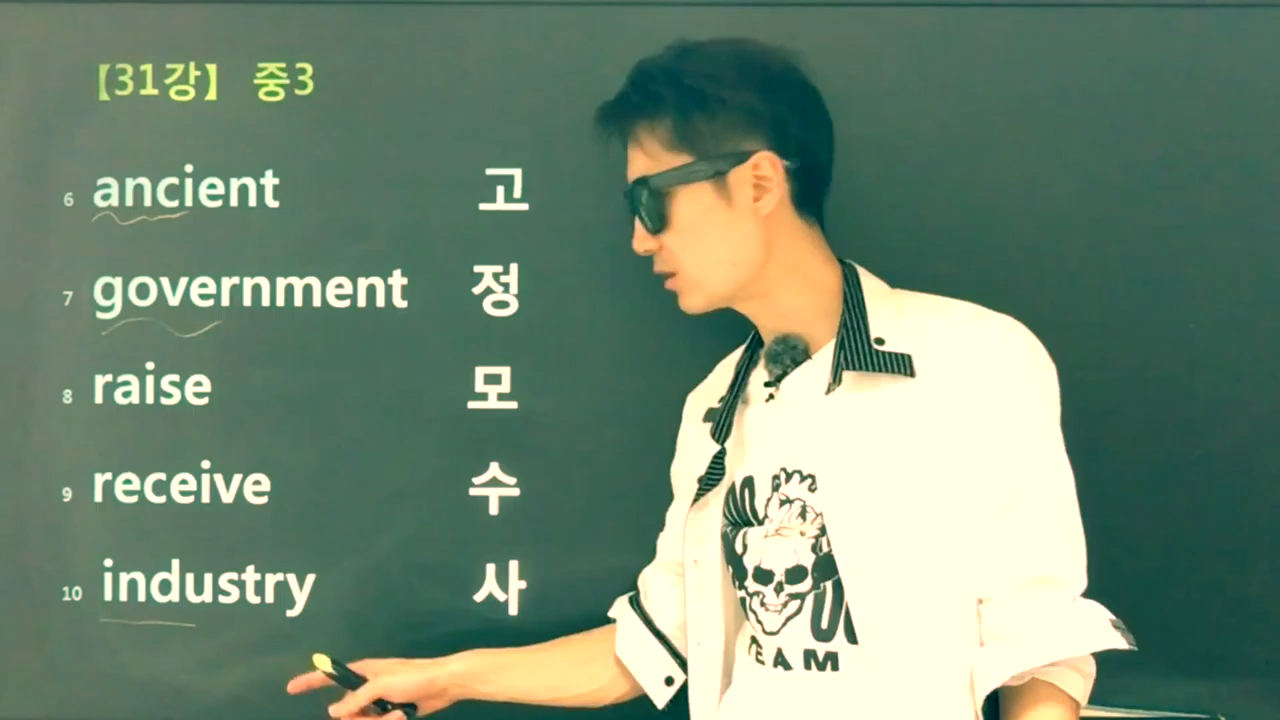 【31강】 중3
6 ancient 고
7 government 정
8 raise 모
9 receive 수
10 industry 사
TEAM